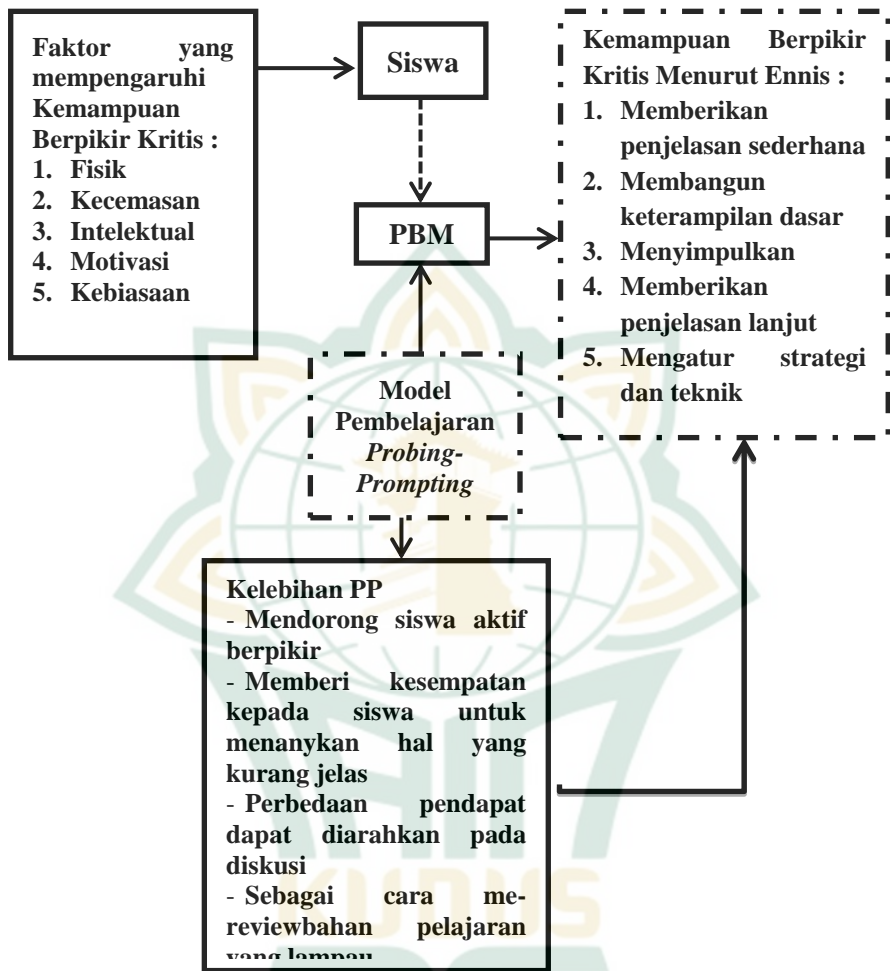 Faktor yang
mempengaruhi
Kemampuan
Berpikir Kritis :
1. Fisik
2. Kecemasan
3. Intelektual
4. Motivasi
5. Kebiasaan
Siswa
PBM
Kemampuan Berpikir
Kritis Menurut Ennis :
1. Memberikan
penjelasan sederhana
2. Membangun
keterampilan dasar
3. Menyimpulkan
4. Memberikan
penjelasan lanjut
5. Mengatur strategi
dan teknik
Model
Pembelajaran
Probing-
Prompting
Kelebihan PP
- Mendorong siswa aktif
berpikir
- Memberi kesempatan
kepada siswa untuk
menanykan hal yang
kurang jelas
- Perbedaan pendapat
dapat diarahkan pada
diskusi
- Sebagai cara me-
reviewbahan pelajaran
yang lampau
KUDUS